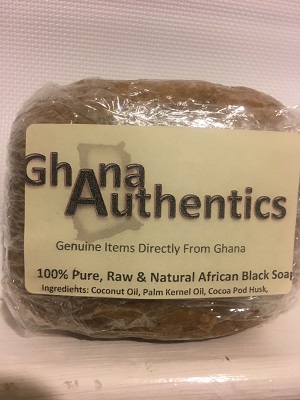 Ghana
Authentics
Genuine Items Directly From Ghana
100% Pure, Raw & Natural African Black Soap
Ingredients: Coconut Oil, Palm Kernel Oil, Cocoa Pod Husk,